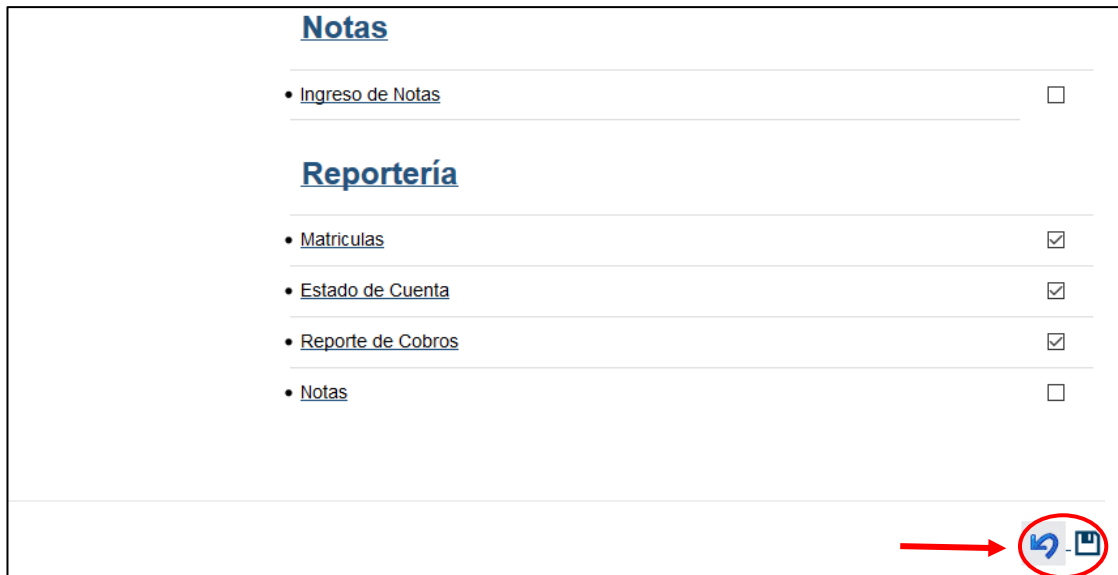 Notas
• Ingreso de Notas
Reportería
• Matriculas
• Estado de Cuenta
• Reporte de Cobros
• Notas